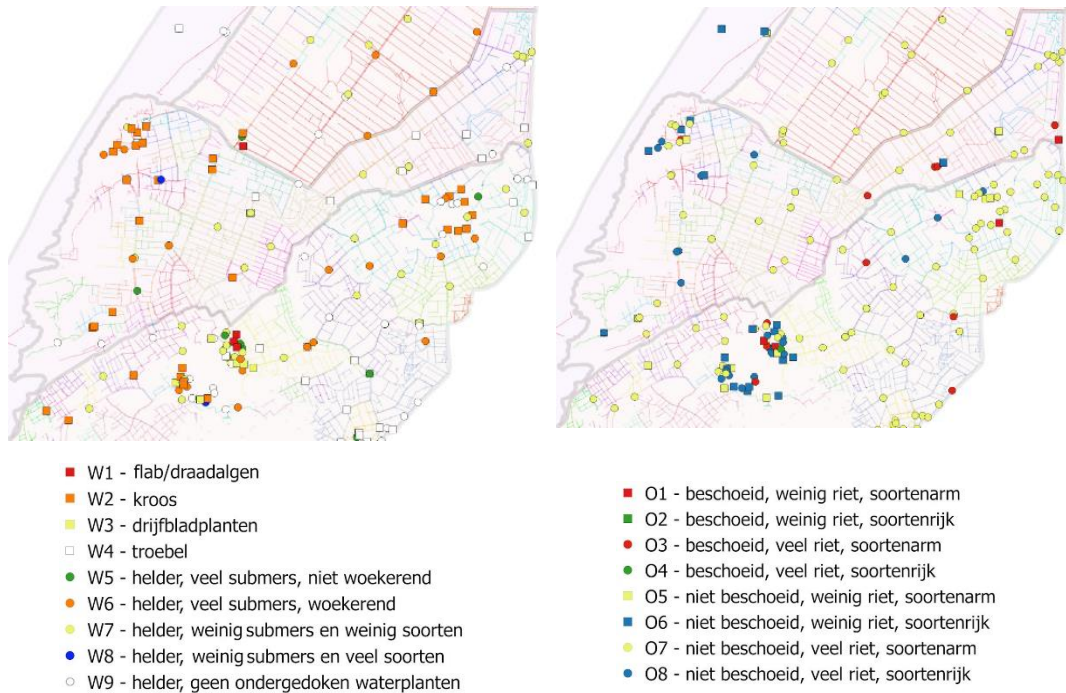 W1 - flab/draadalgen
W2 - kroos
W3 - drijfbladplanten
W4 - troebel
W5 - helder, veel submers, niet woekerend
W6 - helder, veel submers, woekerend
W7 - helder, weinig submers en weinig soorten
W8 - helder, weinig submers en veel soorten
W9 - helder, geen ondergedoken waterplanten
O1 - beschoeid, weinig riet, soortenarm
O2 - beschoeid, weinig riet, soortenrijk
O3 - beschoeid, veel riet, soortenarm
O4 - beschoeid, veel riet, soortenrijk
O5 - niet beschoeid, weinig riet, soortenarm
O6 - niet beschoeid, weinig riet, soortenrijk
O7 - niet beschoeid, veel riet, soortenarm
O8 - niet beschoeid, veel riet, soortenrijk